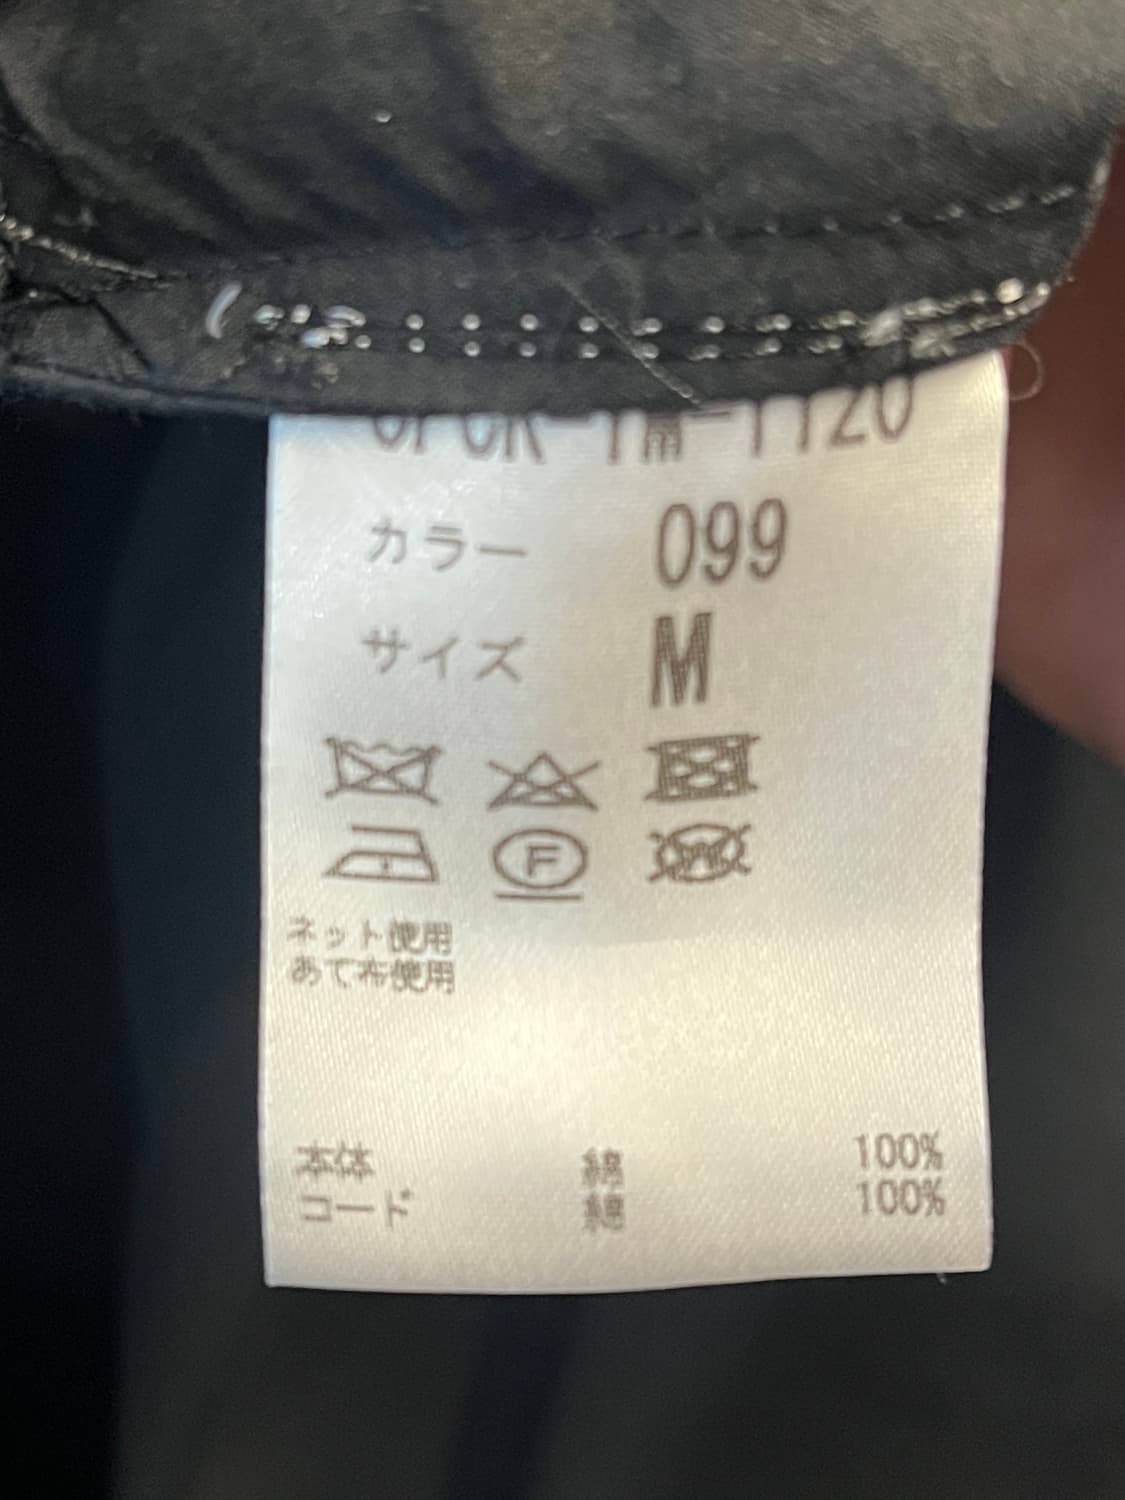 カラー 099
サイズ M
F
W
ネット使用
あて布使用
本体 綿 100%
コード 綿 100%